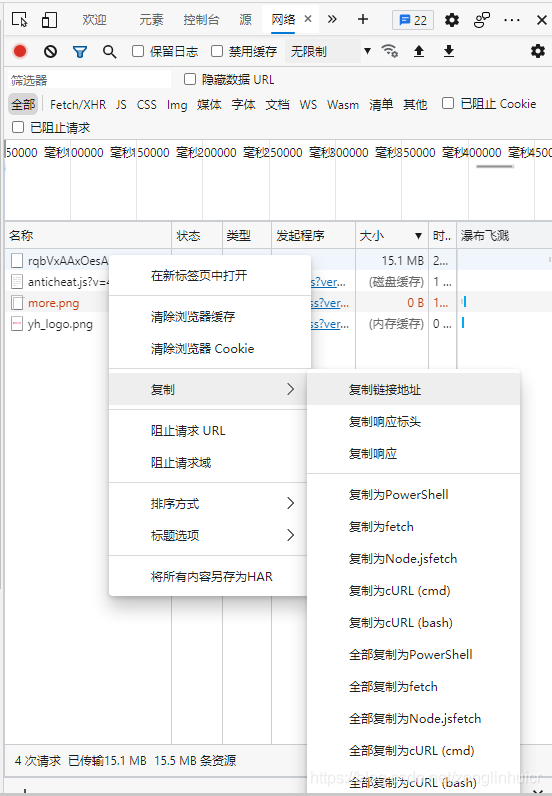 欢迎 元素 控制台 源 网络 22
保留日志 禁用缓存 无限制
筛选器 隐藏数据 URL
全部 Fetch/XHR JS CSS Img 媒体 字体 文档 WS Wasm 清单 其他 已阻止 Cookie
已阻止请求
50000 毫秒 100000 毫秒 150000 毫秒 200000 毫秒 250000 毫秒 300000 毫秒 350000 毫秒 400000 毫秒 4500
名称 状态 类型 发起程序 大小 时… 瀑布飞溅
rqbVxAAxOesA 15.1 MB 2…
anticheat.js?v=4 s?ver… (磁盘缓存) 1…
more.png ss?ver… 0 B 1…
yh_logo.png ss?ver… (内存缓存) 0…
在新标签页中打开
清除浏览器缓存
清除浏览器 Cookie
复制
阻止请求 URL
阻止请求域
排序方式
标题选项
将所有内容另存为HAR
复制链接地址
复制响应标头
复制响应
复制为PowerShell
复制为fetch
复制为Node.jsfetch
复制为cURL (cmd)
复制为cURL (bash)
全部复制为PowerShell
全部复制为fetch
全部复制为Node.jsfetch
全部复制为cURL (cmd)
全部复制为cURL (bash)
4 次请求 已传输15.1 MB 15.5 MB 条资源